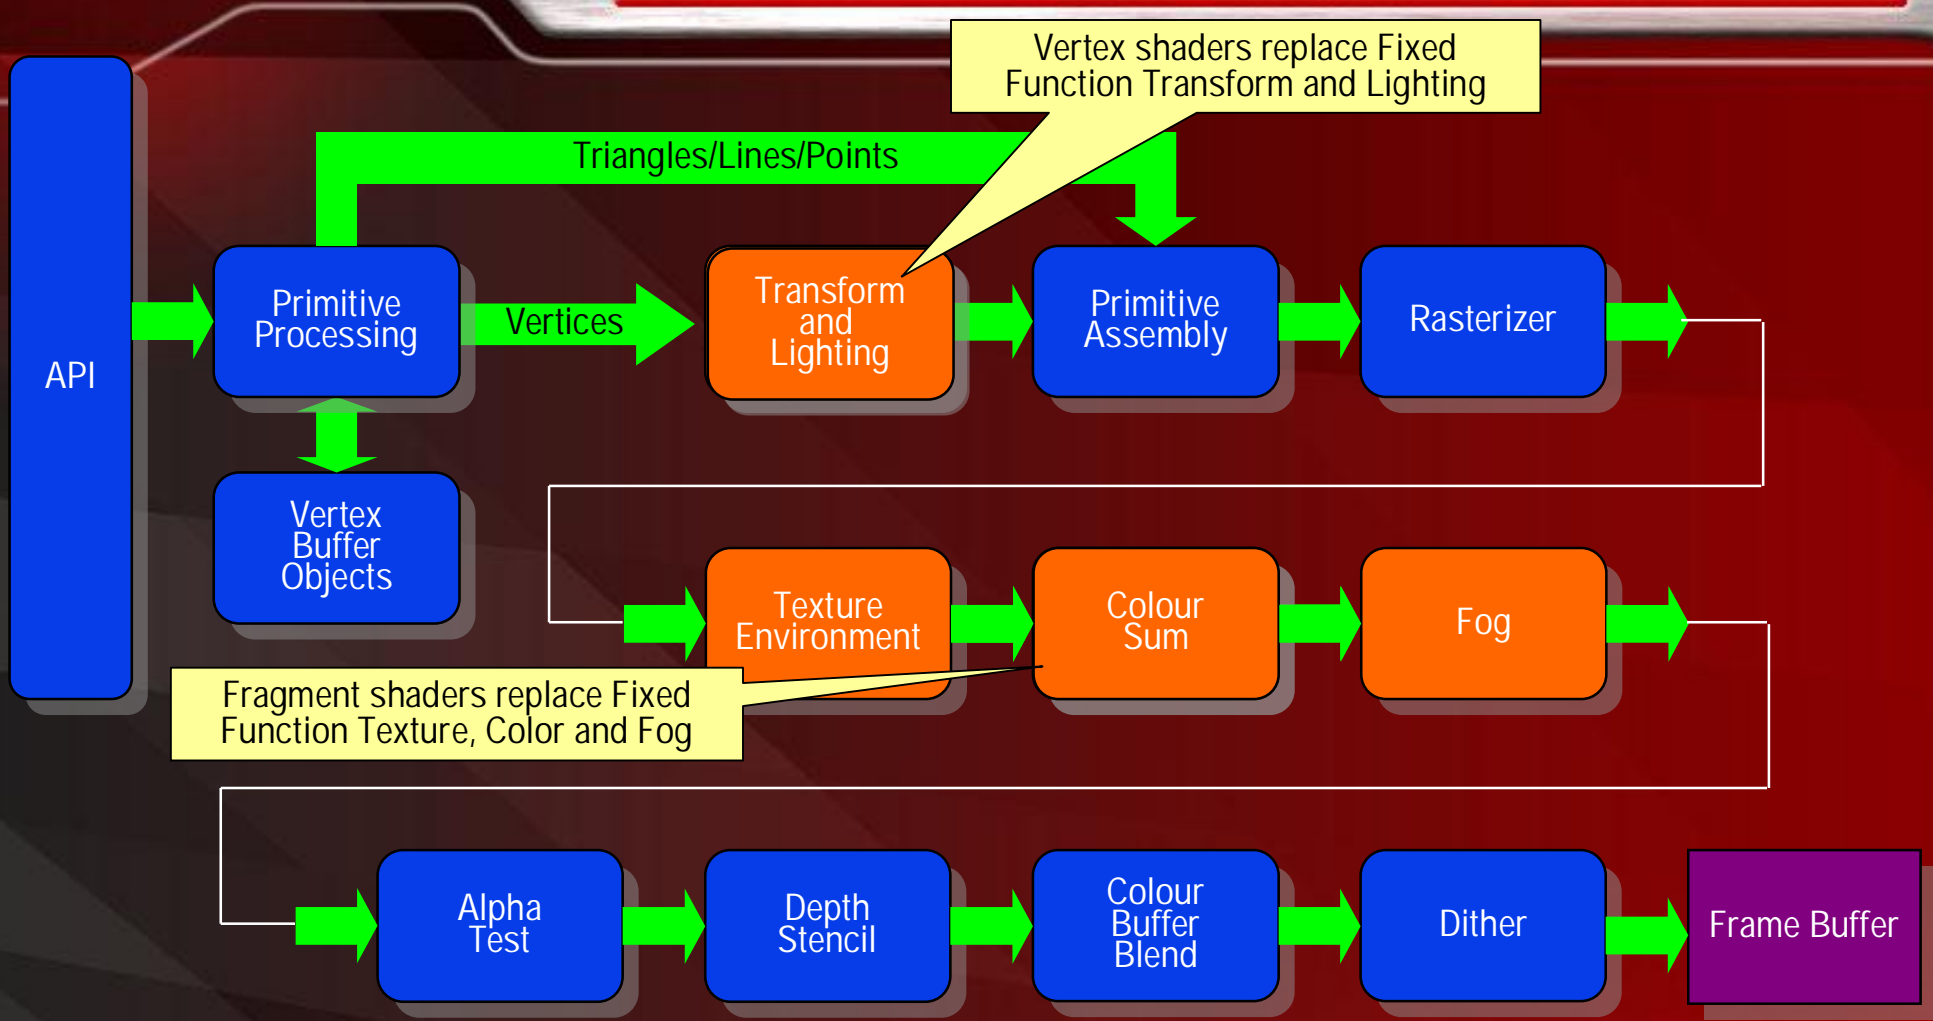 Vertex shaders replace Fixed
Function Transform and Lighting
Triangles/Lines/Points
API
Primitive
Processing
Vertices
Transform
and
Lighting
Primitive
Assembly
Rasterizer
Vertex
Buffer
Objects
Texture
Environment
Colour
Sum
Fog
Fragment shaders replace Fixed
Function Texture, Color and Fog
Alpha
Test
Depth
Stencil
Colour
Buffer
Blend
Dither
Frame Buffer